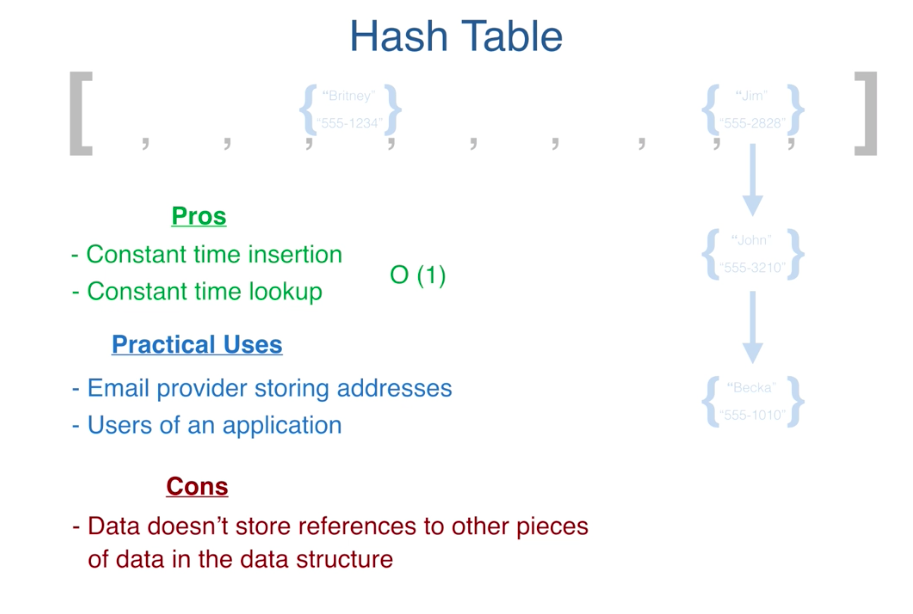 Hash Table
[ , , { "Britney" , , , , , { "Jim" , ]
"555-1234" } "555-2828" }
Pros
- Constant time insertion
O (1)
- Constant time lookup
{ "John" }
"555-3210"
Practical Uses
- Email provider storing addresses
{ "Becka" }
"555-1010"
- Users of an application
Cons
- Data doesn't store references to other pieces
of data in the data structure